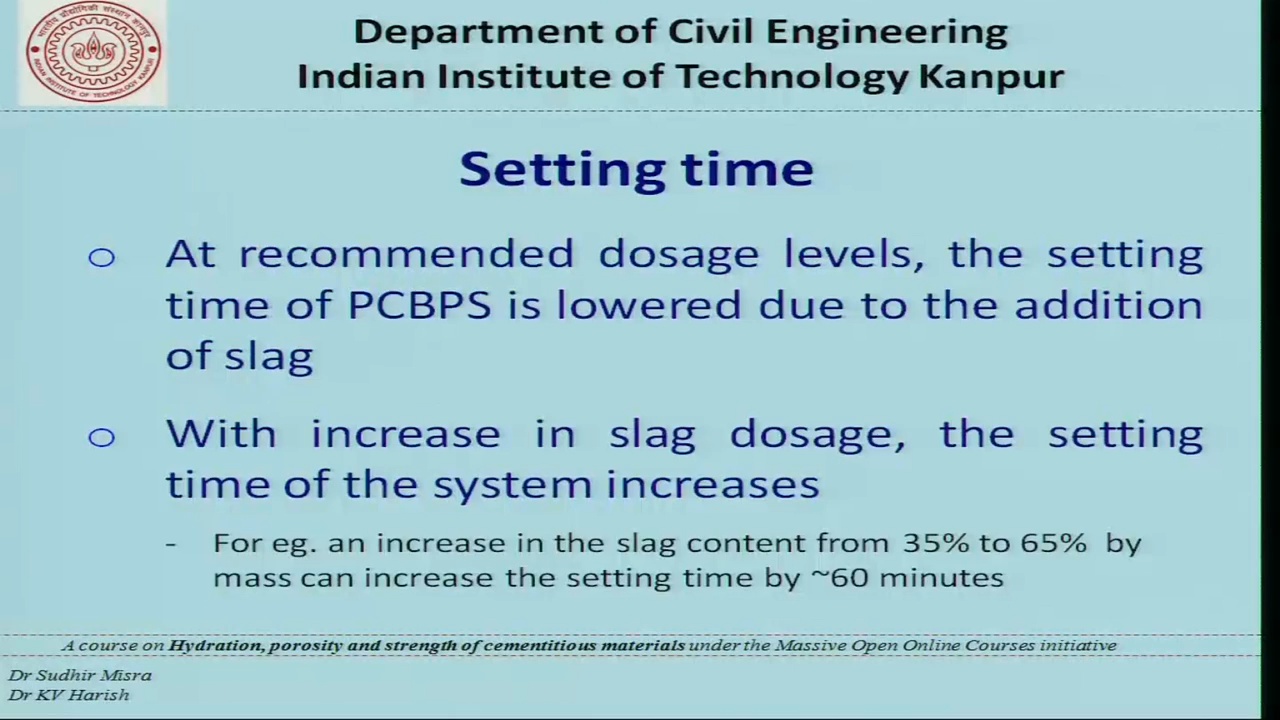 Department of Civil Engineering
Indian Institute of Technology Kanpur
Setting time
o At recommended dosage levels, the setting
time of PCBPS is lowered due to the addition
of slag
o With increase in slag dosage, the setting
time of the system increases
- For eg. an increase in the slag content from 35% to 65% by
mass can increase the setting time by ~60 minutes
A course on Hydration, porosity and strength of cementitious materials under the Massive Open Online Courses initiative
Dr Sudhir Misra
Dr KV Harish